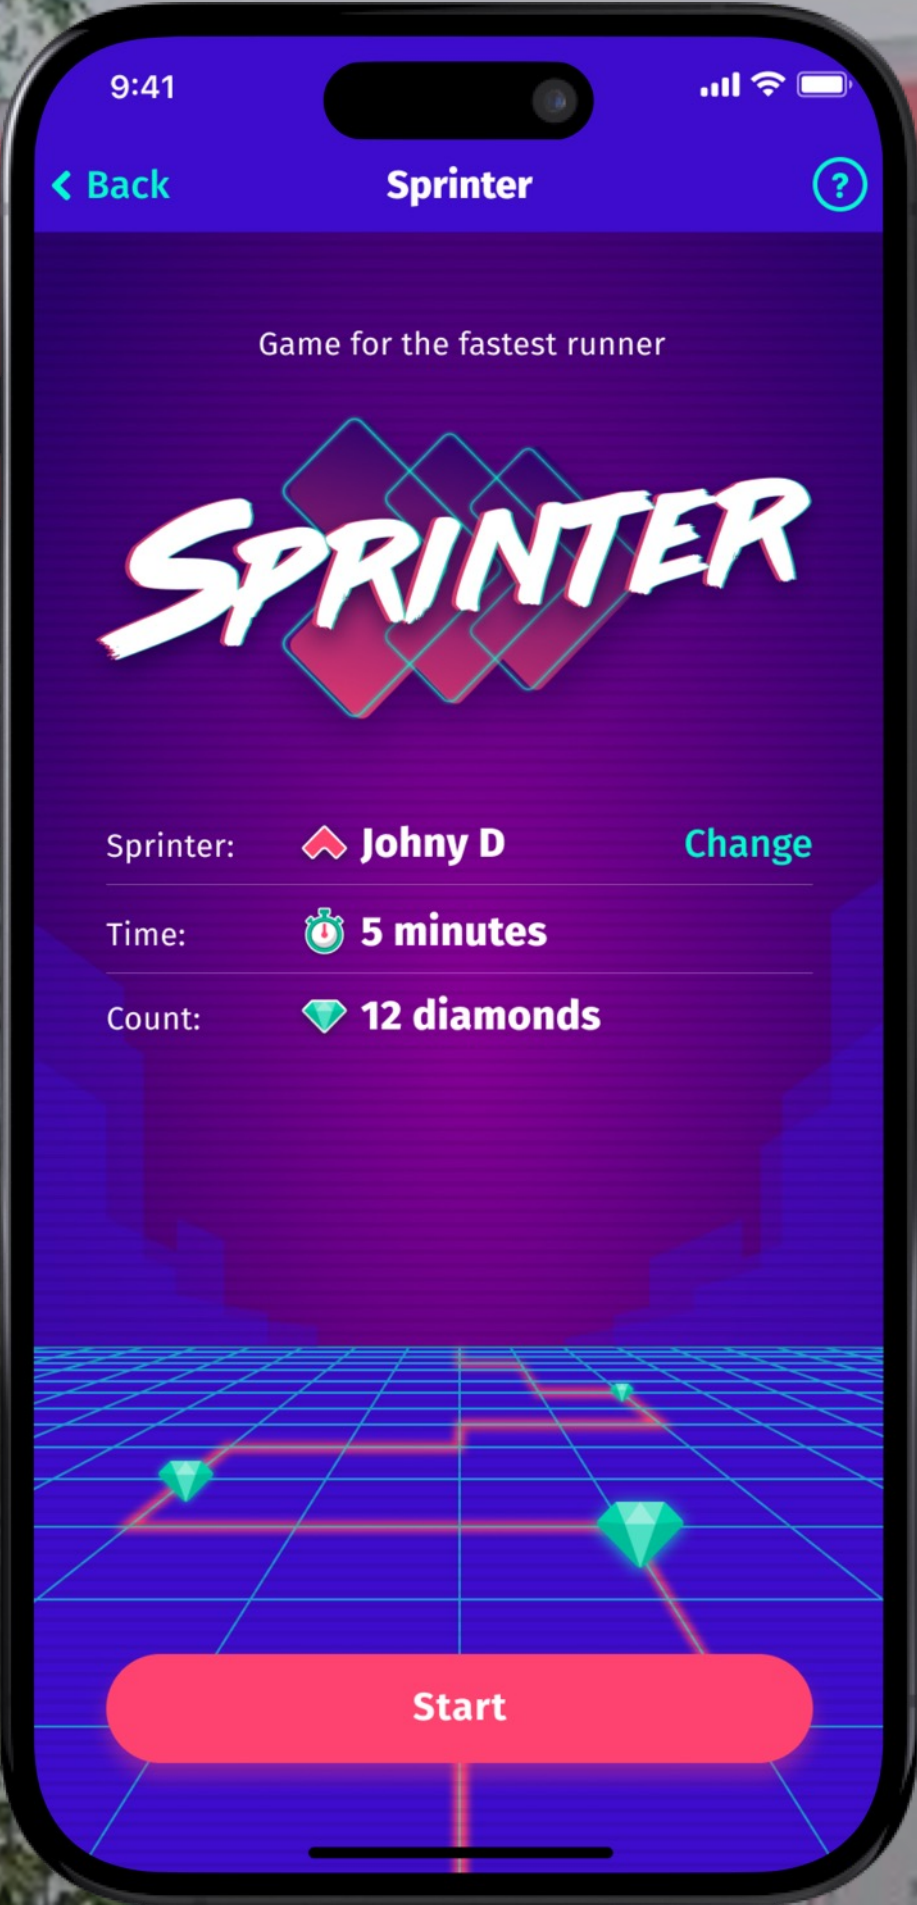 9:41
Back Sprinter ?
Game for the fastest runner
SPRINTER
Sprinter: Johny D Change
Time: 5 minutes
Count: 12 diamonds
Start